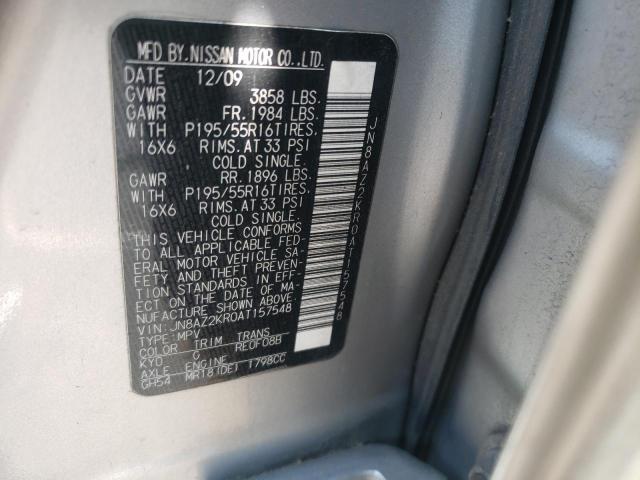 MFD BY.NISSAN MOTOR CO.,LTD.
DATE 12/09
GVWR 3858 LBS.
GAWR FR. 1984 LBS.
WITH P195/55R16TIRES.
16X6 RIMS.AT 33 PSI
COLD SINGLE.
GAWR RR. 1896 LBS.
WITH P195/55R16TIRES.
16X6 RIMS.AT 33 PSI
COLD SINGLE.
THIS VEHICLE CONFORMS
TO ALL APPLICABLE FED-
ERAL MOTOR VEHICLE SA-
FETY AND THEFT PREVEN-
TION STANDARDS IN EFF-
ECT ON THE DATE OF MA-
NUFACTURE SHOWN ABOVE.
VIN: JN8AZ2KR0AT157548
TYPE: MPV
COLOR TRIM TRANS
KY0 G RE0F08B
AXLE ENGINE
GH54 MR18(DE) 1798CC
JN8AZ2KR0AT157548